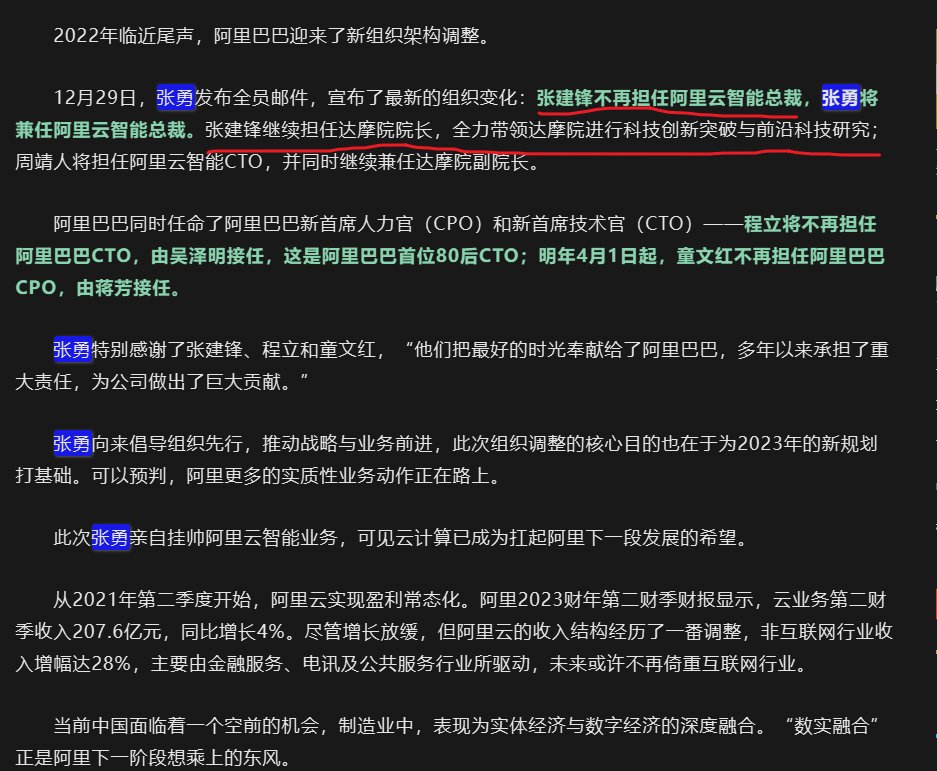 2022年临近尾声，阿里巴巴迎来了新组织架构调整。
12月29日，张勇发布全员邮件，宣布了最新的组织变化：张建锋不再担任阿里云智能总裁，张勇将
兼任阿里云智能总裁。张建锋继续担任达摩院院长，全力带领达摩院进行科技创新突破与前沿科技研究；
周靖人将担任阿里云智能CTO，并同时继续兼任达摩院副院长。
阿里巴巴同时任命了阿里巴巴新首席人力官（CPO）和新首席技术官（CTO）——程立将不再担任
阿里巴巴CTO，由吴泽明接任，这是阿里巴巴首位80后CTO；明年4月1日起，童文红不再担任阿里巴巴
CPO，由蒋芳接任。
张勇特别感谢了张建锋、程立和童文红，“他们把最好的时光奉献给了阿里巴巴，多年以来承担了重
大责任，为公司做出了巨大贡献。”
张勇向来倡导组织先行，推动战略与业务前进，此次组织调整的核心目的也在于为2023年的新规划
打基础。可以预判，阿里更多的实质性业务动作正在路上。
此次张勇亲自挂帅阿里云智能业务，可见云计算已成为扛起阿里下一段发展的希望。
从2021年第二季度开始，阿里云实现盈利常态化。阿里2023财年第二财季财报显示，云业务第二财
季收入207.6亿元，同比增长4%。尽管增长放缓，但阿里云的收入结构经历了一番调整，非互联网行业收
入增幅达28%，主要由金融服务、电讯及公共服务行业所驱动，未来或许不再倚重互联网行业。
当前中国面临着一个空前的机会，制造业中，表现为实体经济与数字经济的深度融合。“数实融合”
正是阿里下一阶段想乘上的东风。